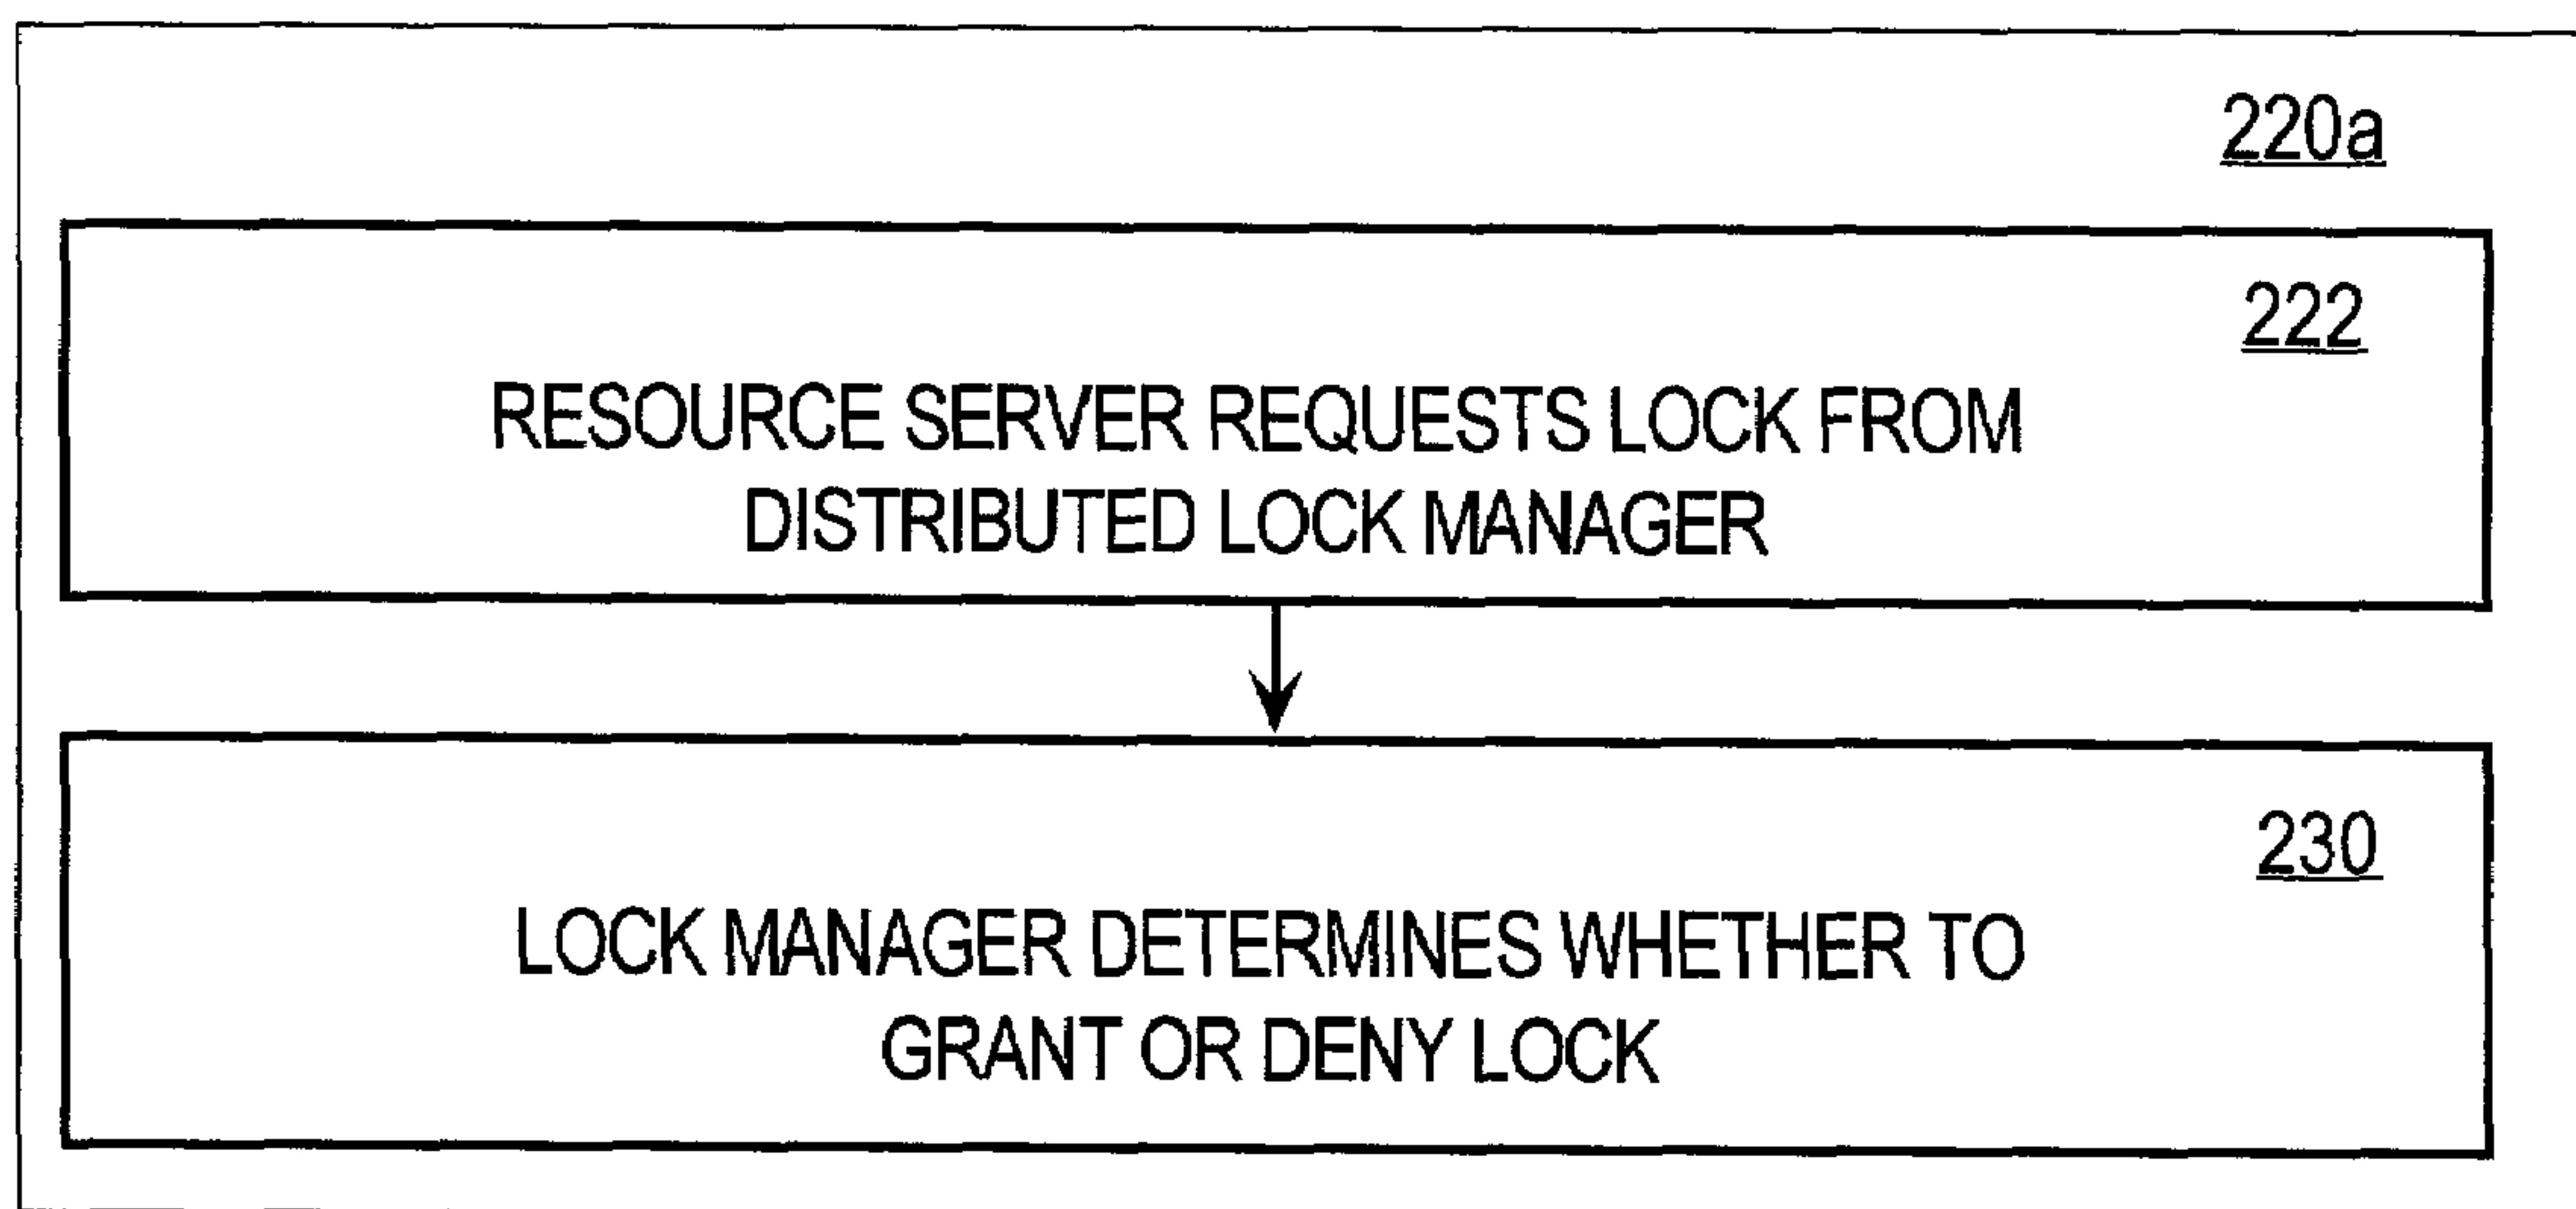 220a
222
RESOURCE SERVER REQUESTS LOCK FROM
DISTRIBUTED LOCK MANAGER
230
LOCK MANAGER DETERMINES WHETHER TO
GRANT OR DENY LOCK